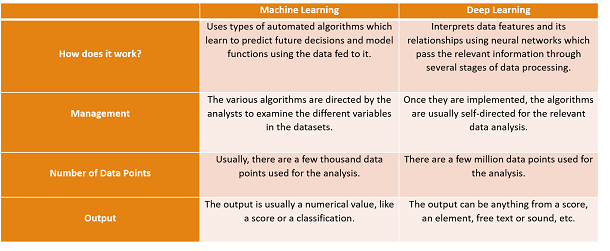 Machine Learning
Deep Learning
How does it work?
Uses types of automated algorithms which
learn to predict future decisions and model
functions using the data fed to it.
Interprets data features and its
relationships using neural networks which
pass the relevant information through
several stages of data processing.
Management
The various algorithms are directed by the
analysts to examine the different variables
in the datasets.
Once they are implemented, the algorithms
are usually self-directed for the relevant
data analysis.
Number of Data Points
Usually, there are a few thousand data
points used for the analysis.
There are a few million data points used for
the analysis.
Output
The output is usually a numerical value, like
a score or a classification.
The output can be anything from a score,
an element, free text or sound, etc.